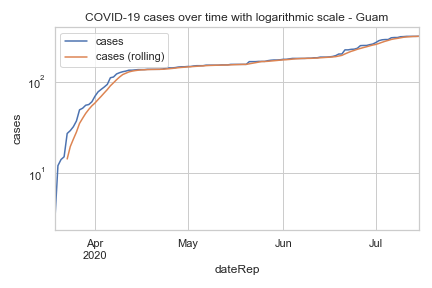 COVID-19 cases over time with logarithmic scale - Guam
cases
cases (rolling)
10²
10¹
cases
Apr
2020
May
Jun
Jul
dateRep